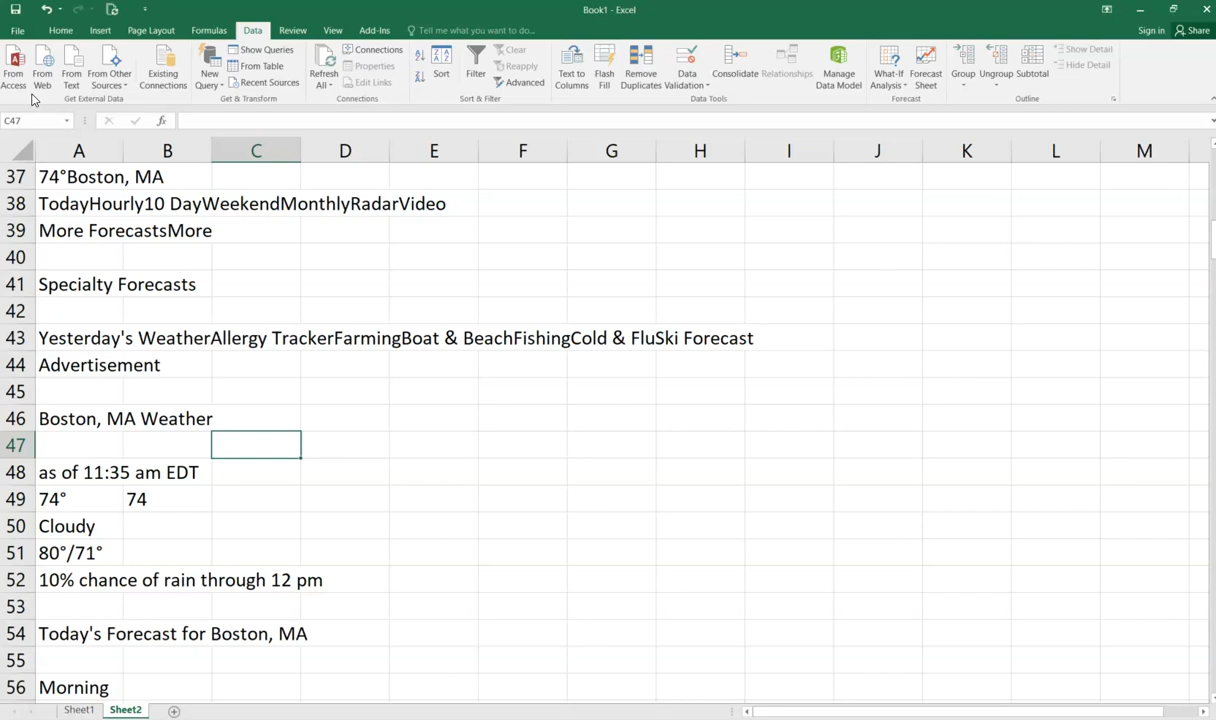 Book1 - Excel
File Home Insert Page Layout Formulas Data Review View Add-Ins Tell me what you want to do... Sign in Share
From Access
From Web
From Text
From Other Sources
Get External Data
Existing Connections
New Query
Show Queries
From Table
Recent Sources
Get & Transform
Refresh All
Connections
Properties
Edit Links
Connections
Sort
Filter
Clear
Reapply
Advanced
Sort & Filter
Text to Columns
Flash Fill
Remove Duplicates
Data Validation
Consolidate
Relationships
Manage Data Model
Data Tools
What-If Analysis
Forecast Sheet
Forecast
Group
Ungroup
Subtotal
Show Detail
Hide Detail
Outline
C47 fx
A B C D E F G H I J K L M
37 74°Boston, MA
38 TodayHourly10 DayWeekendMonthlyRadarVideo
39 More ForecastsMore
40
41 Specialty Forecasts
42
43 Yesterday's WeatherAllergy TrackerFarmingBoat & BeachFishingCold & FluSki Forecast
44 Advertisement
45
46 Boston, MA Weather
47
48 as of 11:35 am EDT
49 74° 74
50 Cloudy
51 80°/71°
52 10% chance of rain through 12 pm
53
54 Today's Forecast for Boston, MA
55
56 Morning
Sheet1 Sheet2